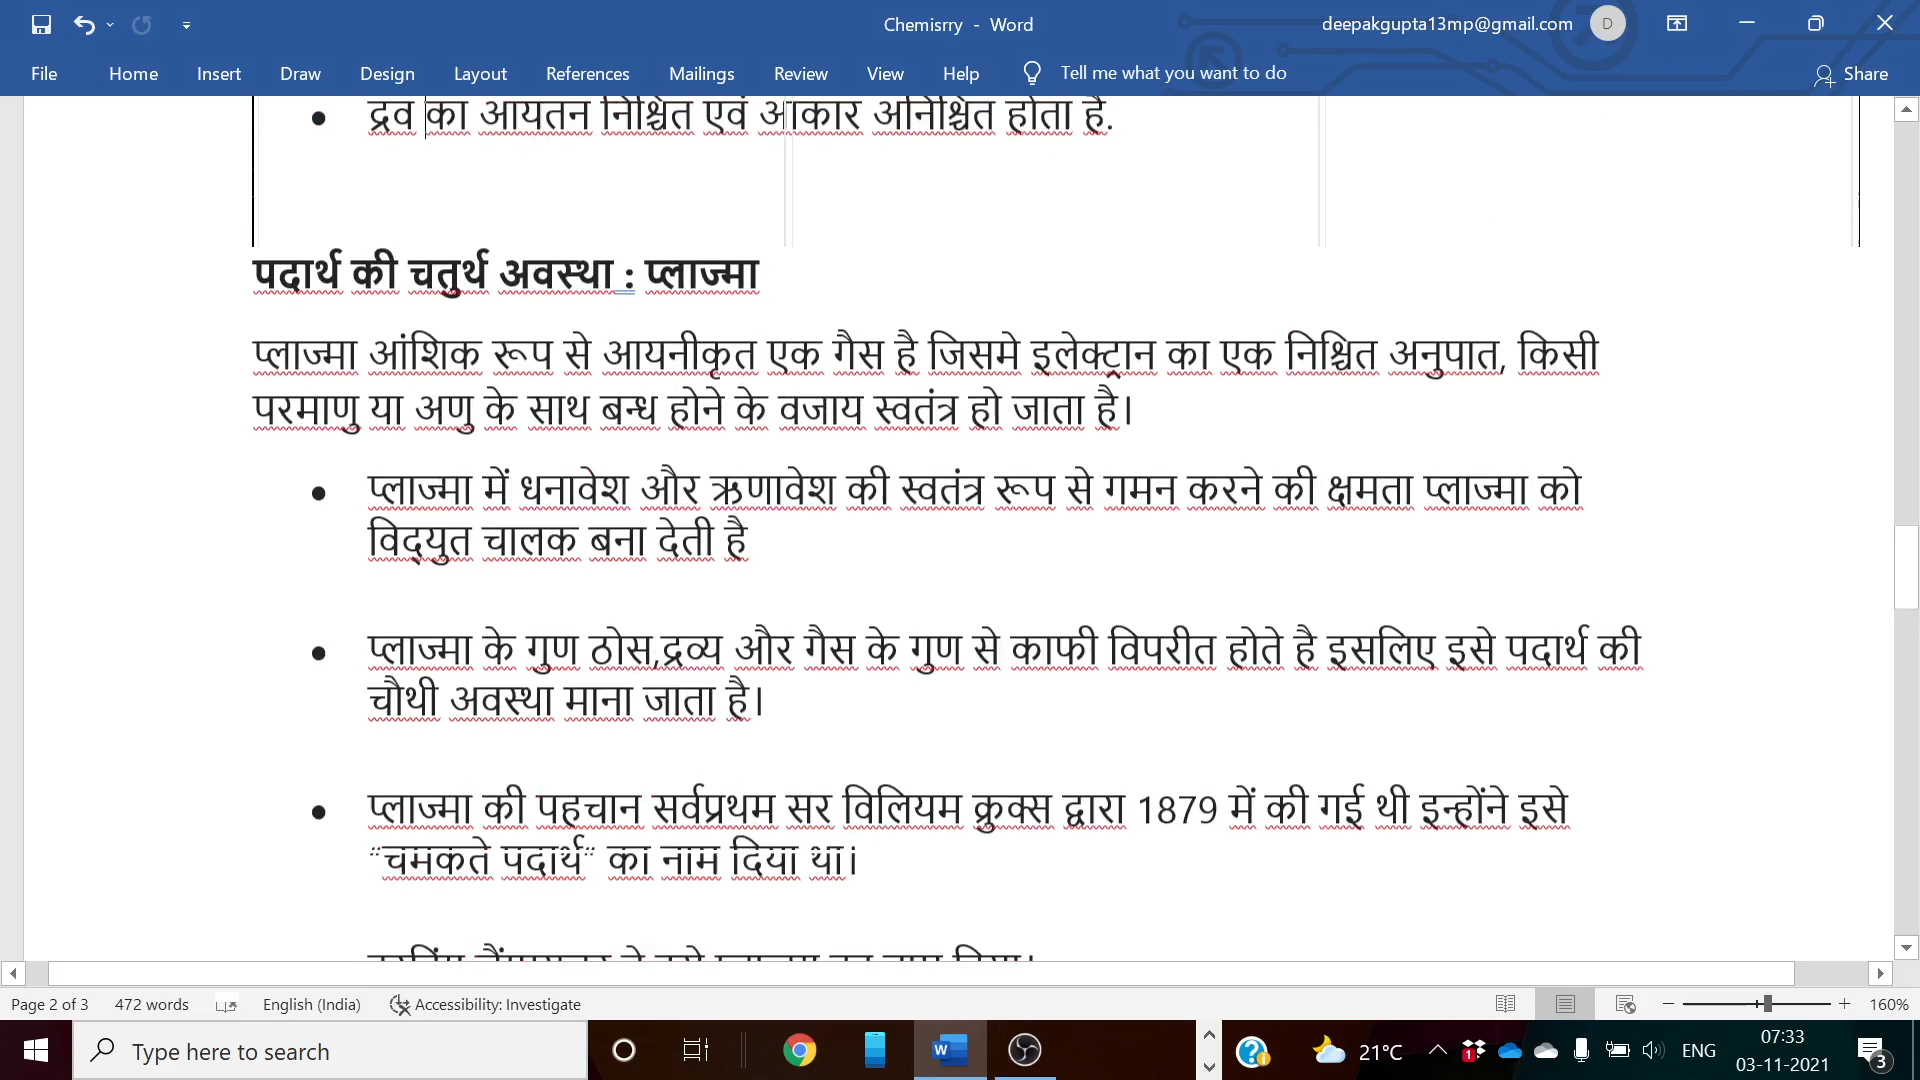 Chemisrry - Word
deepakgupta13mp@gmail.com
D
File Home Insert Draw Design Layout References Mailings Review View Help Tell me what you want to do Share
• द्रव का आयतन निश्चित एवं आकार अनिश्चित होता है.
पदार्थ की चतुर्थ अवस्था : प्लाज्मा
प्लाज्मा आंशिक रूप से आयनीकृत एक गैस है जिसमे इलेक्ट्रान का एक निश्चित अनुपात, किसी
परमाणु या अणु के साथ बन्ध होने के वजाय स्वतंत्र हो जाता है।
• प्लाज्मा में धनावेश और ऋणावेश की स्वतंत्र रूप से गमन करने की क्षमता प्लाज्मा को
विद्युत चालक बना देती है
• प्लाज्मा के गुण ठोस,द्रव्य और गैस के गुण से काफी विपरीत होते है इसलिए इसे पदार्थ की
चौथी अवस्था माना जाता है।
• प्लाज्मा की पहचान सर्वप्रथम सर विलियम क्रुक्स द्वारा 1879 में की गई थी इन्होंने इसे
"चमकते पदार्थ" का नाम दिया था।
Page 2 of 3 472 words English (India) Accessibility: Investigate 160%
Type here to search
21°C ENG
07:33
03-11-2021
3
1